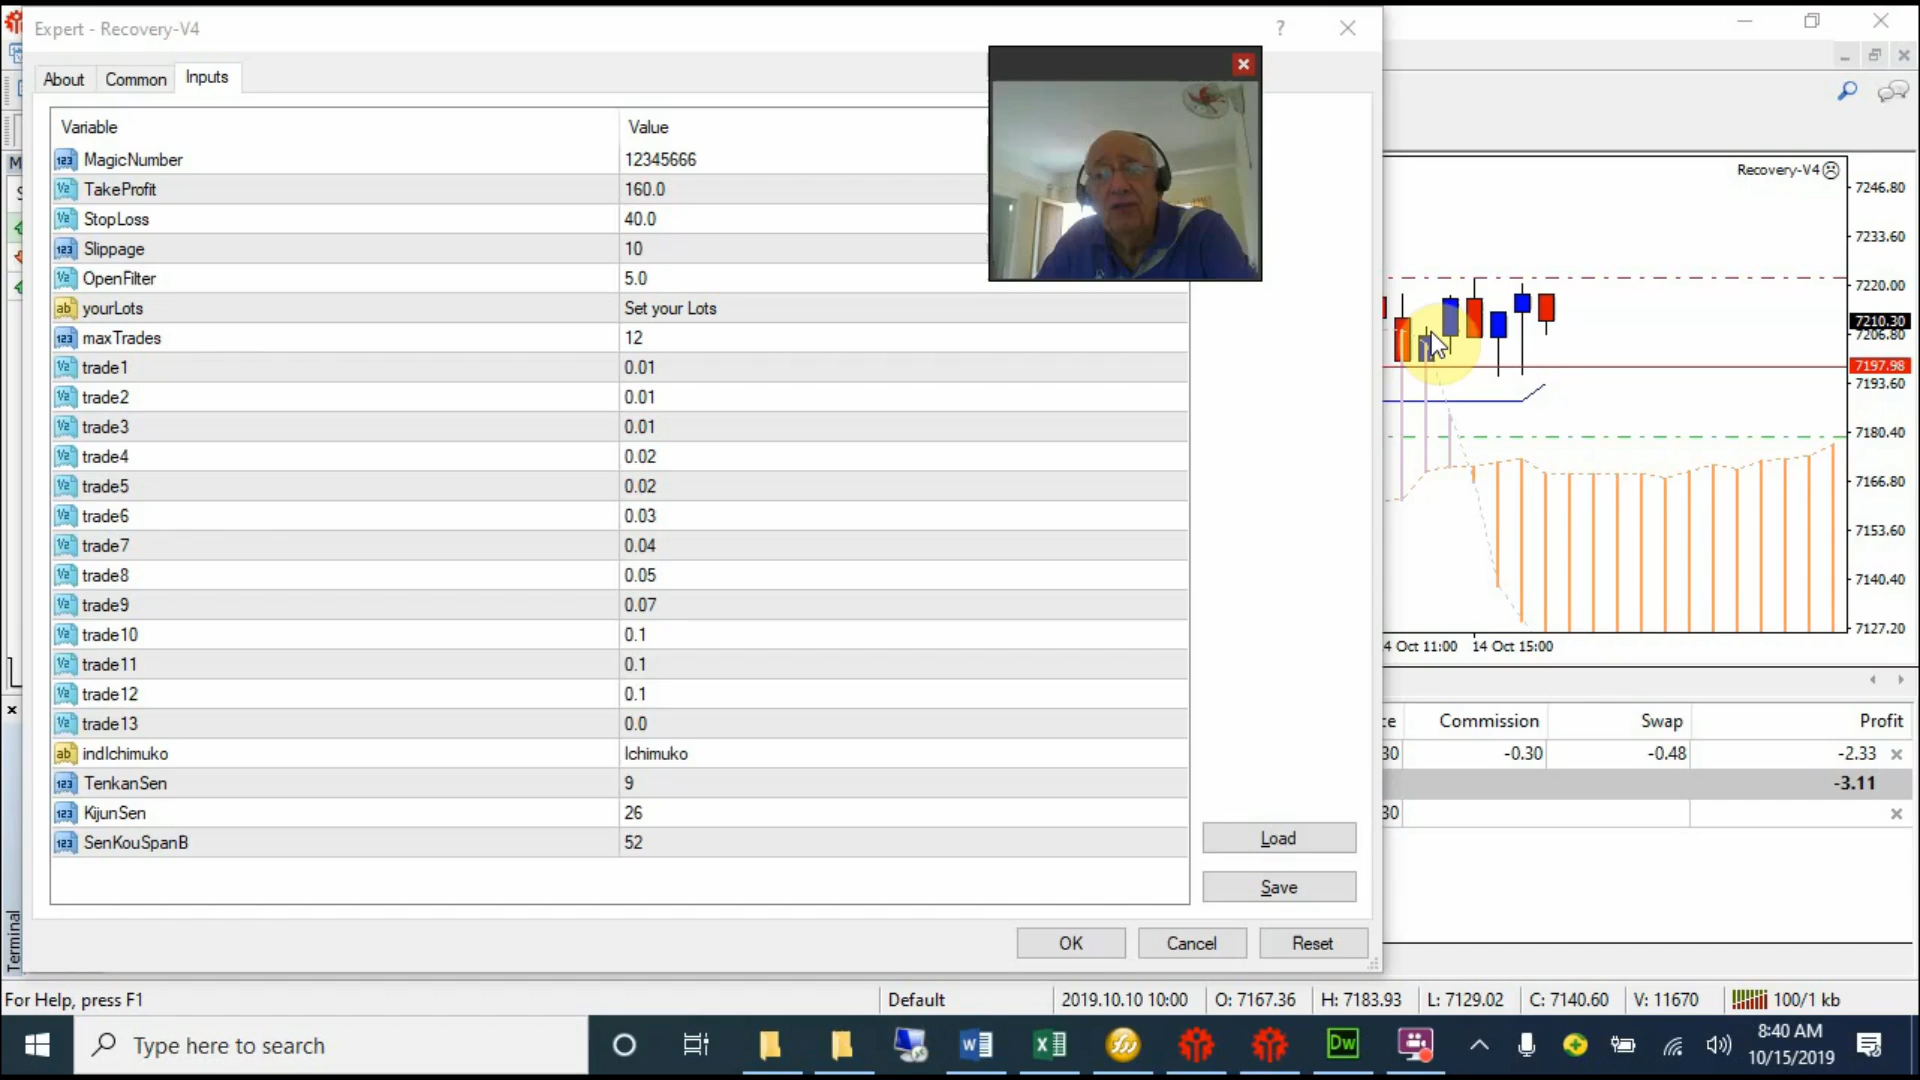 Expert - Recovery-V4
About Common Inputs
Variable Value
MagicNumber 12345666
TakeProfit 160.0
StopLoss 40.0
Slippage 10
OpenFilter 5.0
yourLots Set your Lots
maxTrades 12
trade1 0.01
trade2 0.01
trade3 0.01
trade4 0.02
trade5 0.02
trade6 0.03
trade7 0.04
trade8 0.05
trade9 0.07
trade10 0.1
trade11 0.1
trade12 0.1
trade13 0.0
indIchimuko Ichimuko
TenkanSen 9
KijunSen 26
SenKouSpanB 52
Load
Save
OK Cancel Reset
Recovery-V4
7246.80
7233.60
7220.00
7210.30
7206.80
7197.98
7193.60
7180.40
7166.80
7153.60
7140.40
7127.20
4 Oct 11:00 14 Oct 15:00
ce Commission Swap Profit
30 -0.30 -0.48 -2.33
-3.11
30
Terminal
For Help, press F1 Default 2019.10.10 10:00 O: 7167.36 H: 7183.93 L: 7129.02 C: 7140.60 V: 11670 100/1 kb
Type here to search
Dw
8:40 AM
10/15/2019